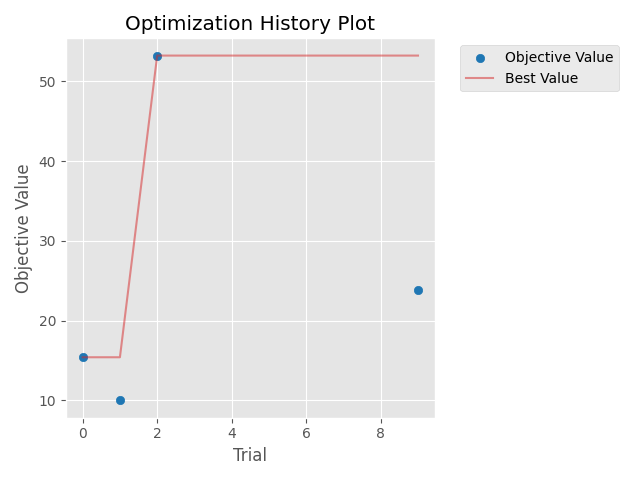 Optimization History Plot
Objective Value
Best Value
50
40
30
20
10
Objective Value
0 2 4 6 8
Trial